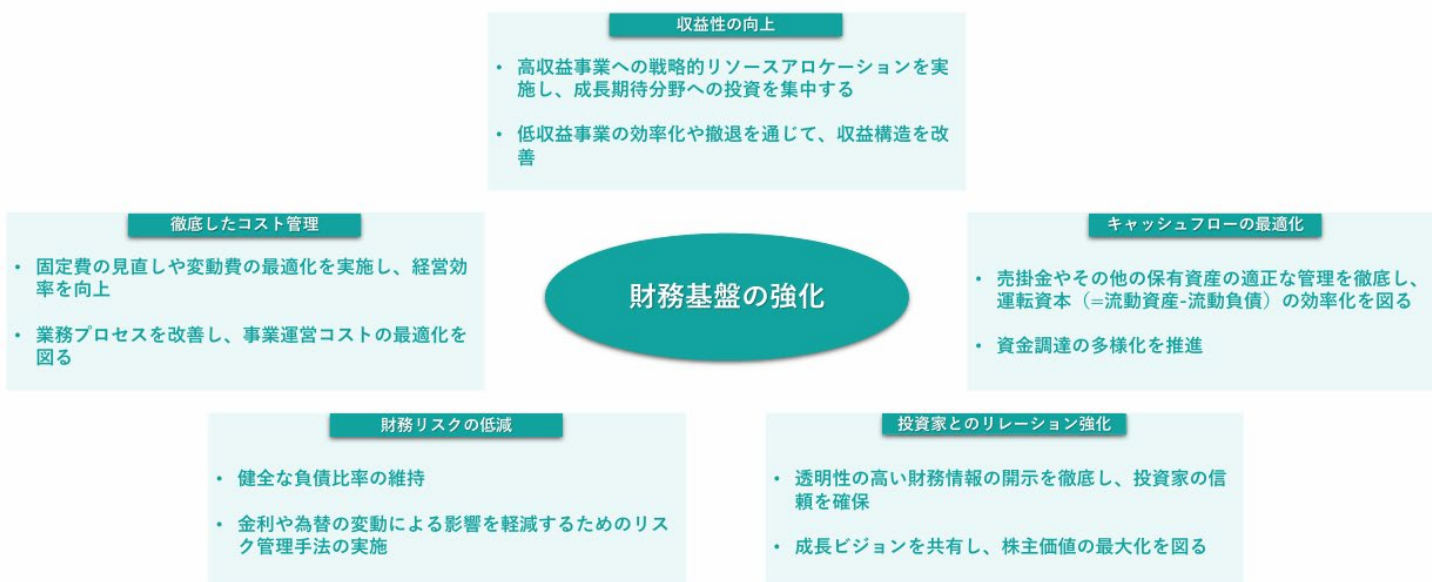 収益性の向上
• 高収益事業への戦略的リソースアロケーションを実
施し、成長期待分野への投資を集中する
• 低収益事業の効率化や撤退を通じて、収益構造を改
善
徹底したコスト管理
• 固定費の見直しや変動費の最適化を実施し、経営効
率を向上
• 業務プロセスを改善し、事業運営コストの最適化を
図る
財務基盤の強化
キャッシュフローの最適化
• 売掛金やその他の保有資産の適正な管理を徹底し、
運転資本（=流動資産-流動負債）の効率化を図る
• 資金調達の多様化を推進
財務リスクの低減
• 健全な負債比率の維持
• 金利や為替の変動による影響を軽減するためのリス
ク管理手法の実施
投資家とのリレーション強化
• 透明性の高い財務情報の開示を徹底し、投資家の信
頼を確保
• 成長ビジョンを共有し、株主価値の最大化を図る